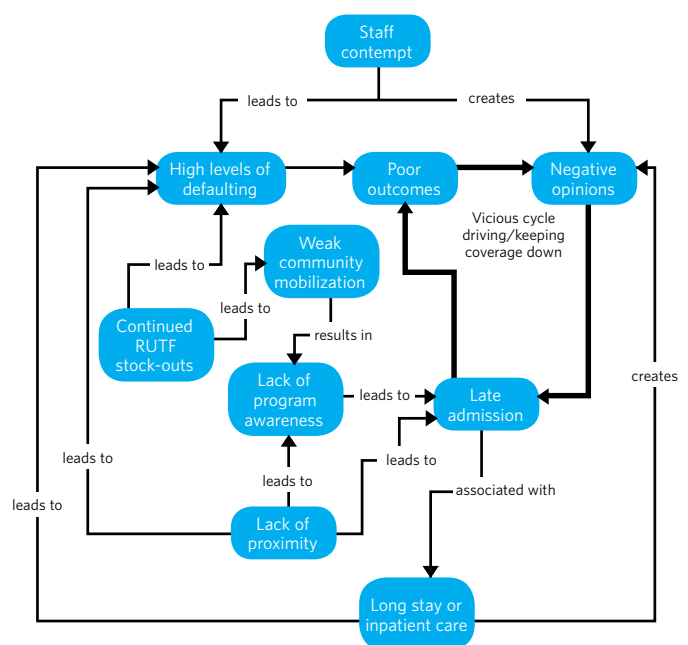 Staff
contempt
leads to
creates
High levels of
defaulting
Poor
outcomes
Negative
opinions
Vicious cycle
driving/keeping
coverage down
Weak
community
mobilization
leads to
leads to
Continued
RUTF
stock-outs
results in
Lack of
program
awareness
leads to
Late
admission
creates
leads to
leads to
leads to
associated with
leads to
Lack of
proximity
Long stay or
inpatient care